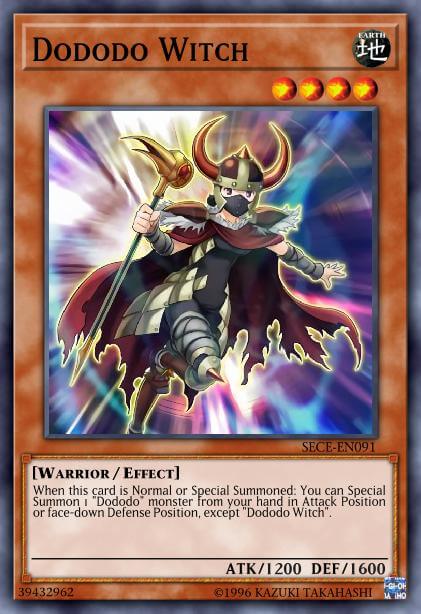 DODODO WITCH
EARTH
地
SECE-EN091
[WARRIOR / EFFECT]
When this card is Normal or Special Summoned: You can Special
Summon 1 "Dododo" monster from your hand in Attack Position
or face-down Defense Position, except "Dododo Witch".
ATK/1200 DEF/1600
39432962
©1996 KAZUKI TAKAHASHI